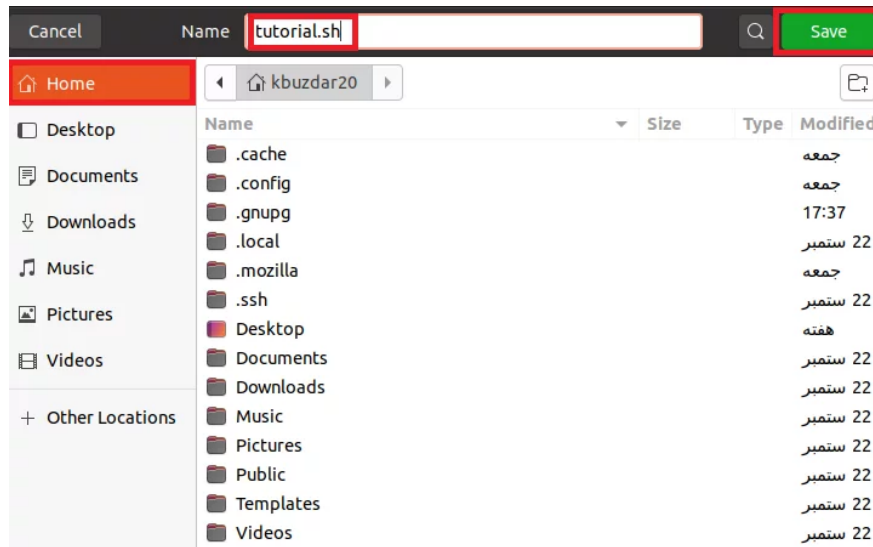 Cancel Name tutorial.sh Save
Home kbuzdar20
Name Size Type Modified
Desktop
Documents
Downloads
Music
Pictures
Videos
+ Other Locations
.cache جمعه
.config جمعه
.gnupg 17:37
.local 22 ستمبر
.mozilla جمعه
.ssh 22 ستمبر
Desktop هفته
Documents 22 ستمبر
Downloads 22 ستمبر
Music 22 ستمبر
Pictures 22 ستمبر
Public 22 ستمبر
Templates 22 ستمبر
Videos 22 ستمبر